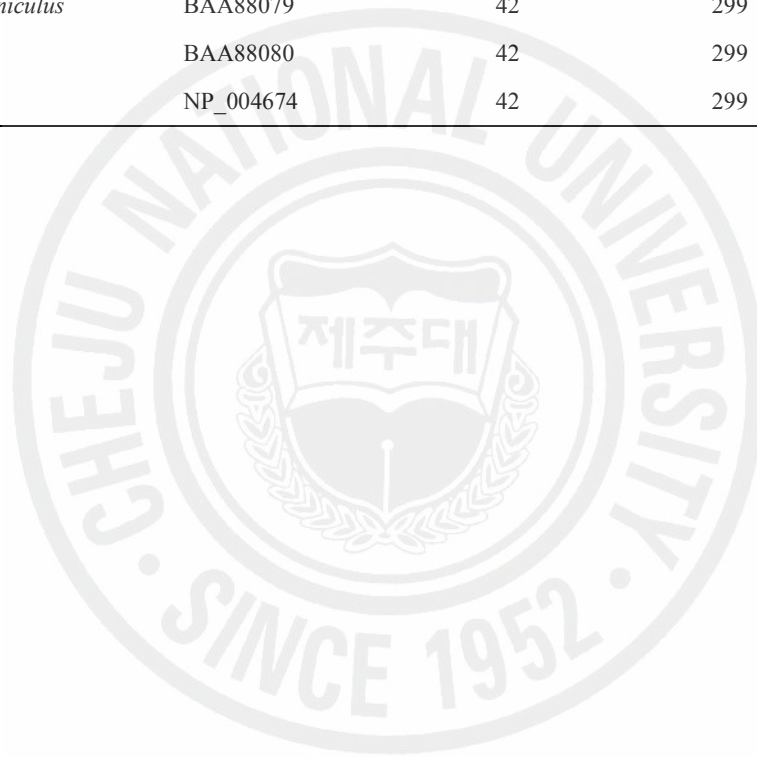 niculus BAA88079 42 299
BAA88080 42 299
NP_004674 42 299
CHEJU NATIONAL UNIVERSITY
제주대
SINCE 1952